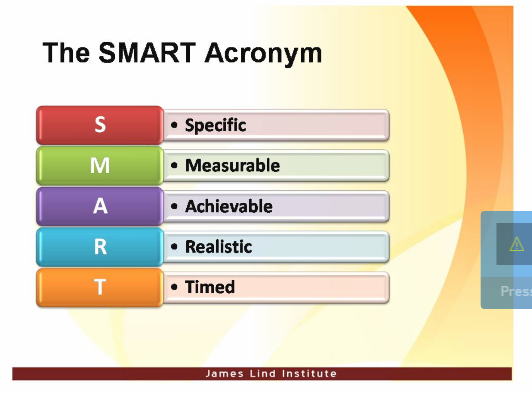 The SMART Acronym
S • Specific
M • Measurable
A • Achievable
R • Realistic
T • Timed
Press
James Lind Institute